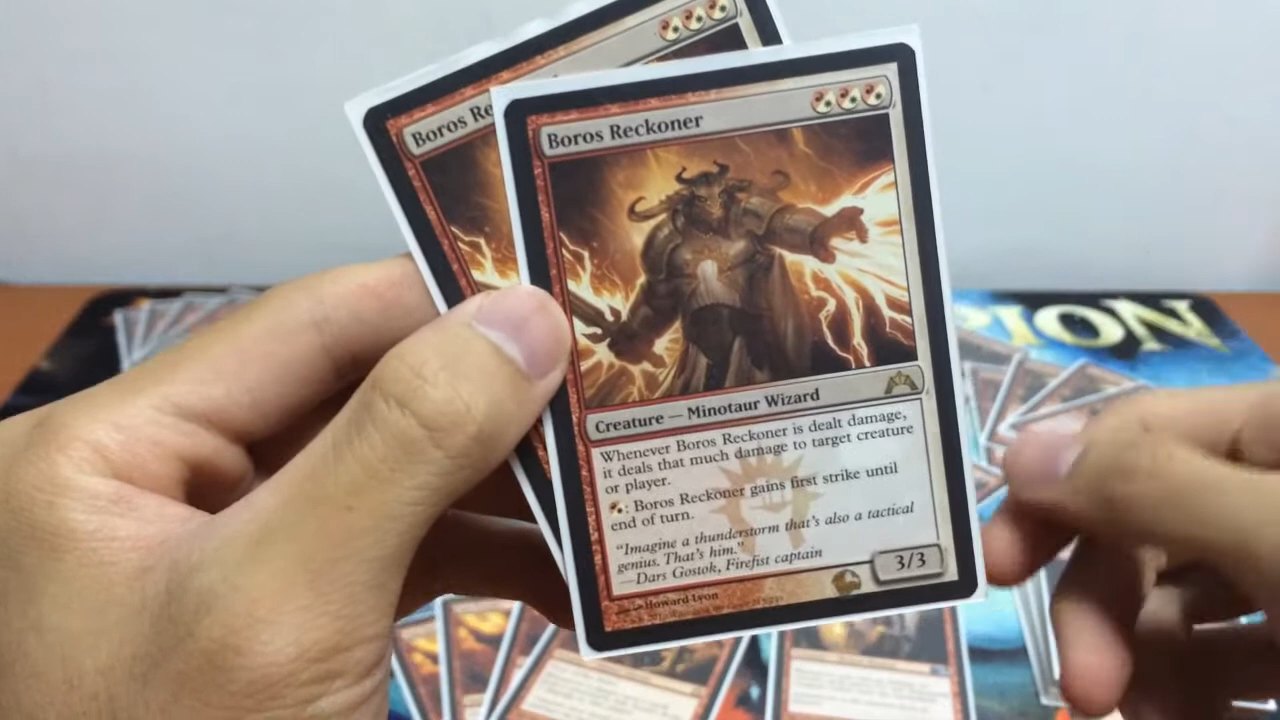 Boros Re
Boros Reckoner
PION
Creature — Minotaur Wizard
Whenever Boros Reckoner is dealt damage,
it deals that much damage to target creature
or player.
: Boros Reckoner gains first strike until
end of turn.
“Imagine a thunderstorm that’s also a tactical
genius. That’s him.”
—Dars Gostok, Firefist captain
3/3
Howard Lyon